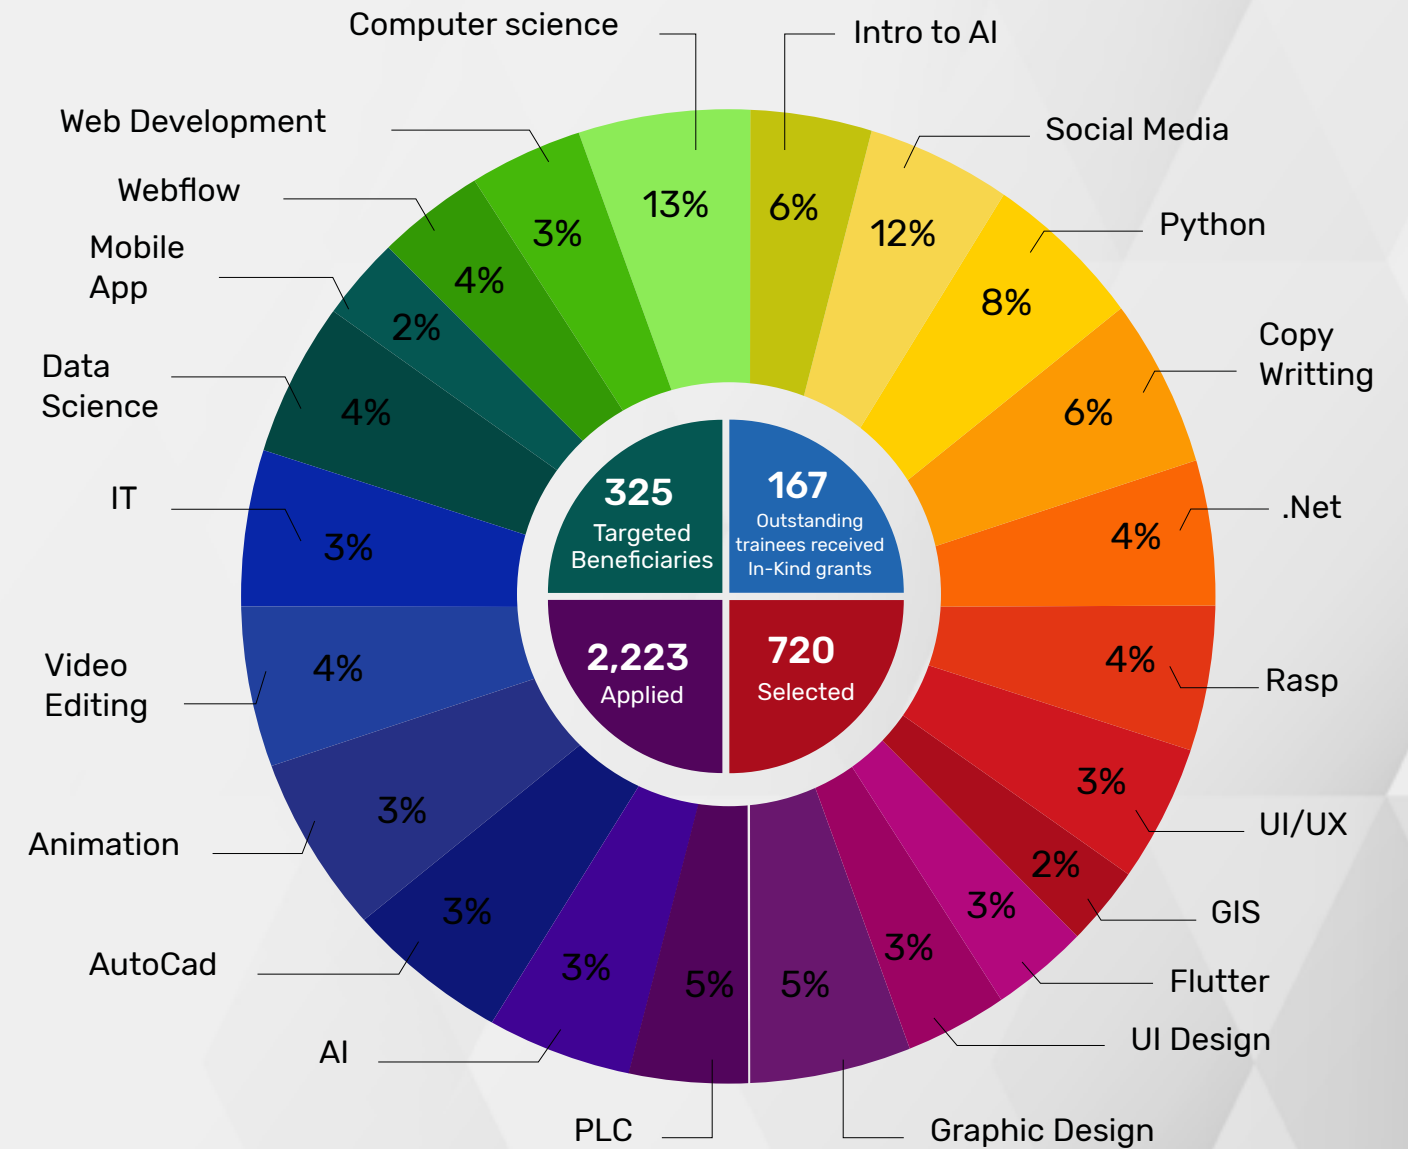 Computer science
13%
Intro to AI
6%
Social Media
12%
Python
8%
Copy
Writting
6%
.Net
4%
Rasp
4%
UI/UX
3%
GIS
2%
Flutter
3%
UI Design
3%
Graphic Design
5%
PLC
5%
AI
3%
AutoCad
3%
Animation
3%
Video
Editing
4%
IT
3%
Data
Science
4%
Mobile
App
2%
Webflow
4%
Web Development
3%
325
Targeted
Beneficiaries
167
Outstanding
trainees received
In-Kind grants
2,223
Applied
720
Selected